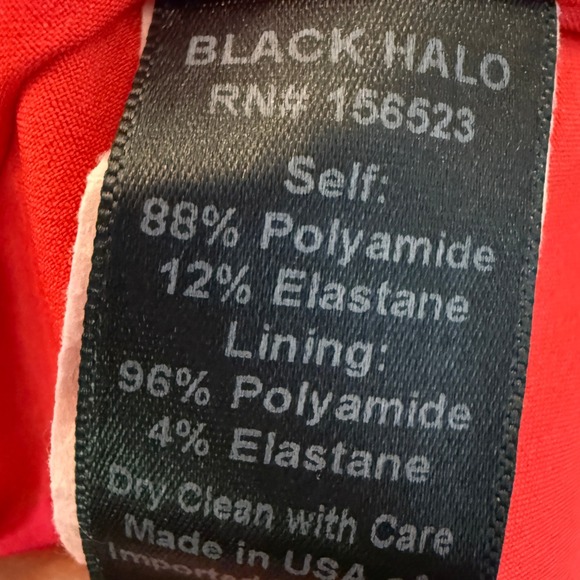 BLACK HALO
RN# 156523
Self:
88% Polyamide
12% Elastane
Lining:
96% Polyamide
4% Elastane
Dry Clean with Care
Made in USA
Imported